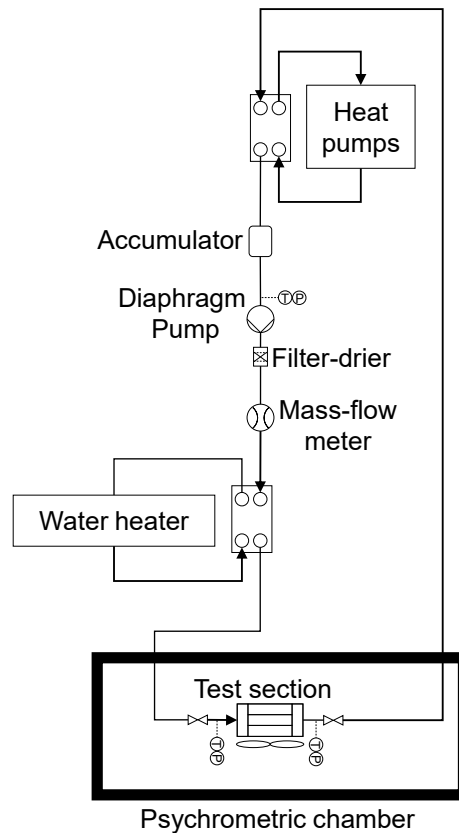 Heat
pumps
Accumulator
T P
Diaphragm
Pump
Filter-drier
Mass-flow
meter
Water heater
Test section
T P
T P
Psychrometric chamber